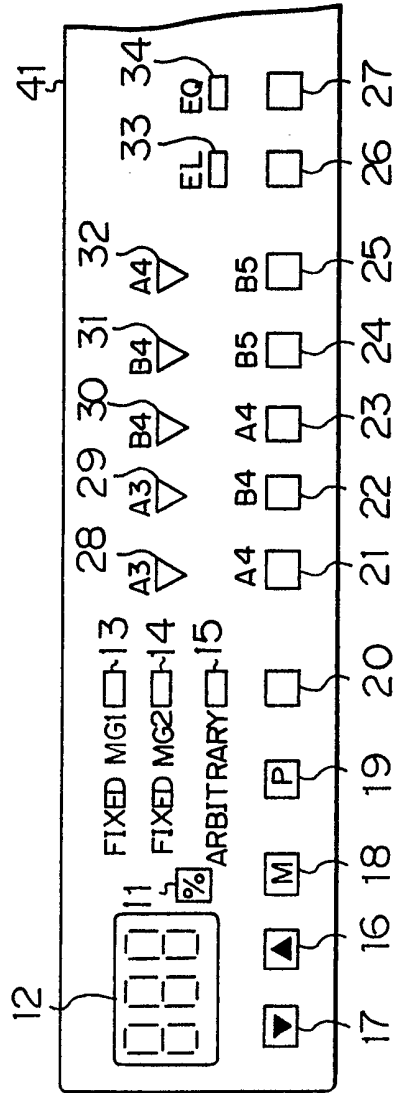 41
12
11
%
FIXED MG1
13
FIXED MG2
14
ARBITRARY
15
28
29
30
31
32
33
34
A3
A3
B4
B4
A4
EL
EQ
A4
B4
A4
B5
B5
M
P
17
16
18
19
20
21
22
23
24
25
26
27